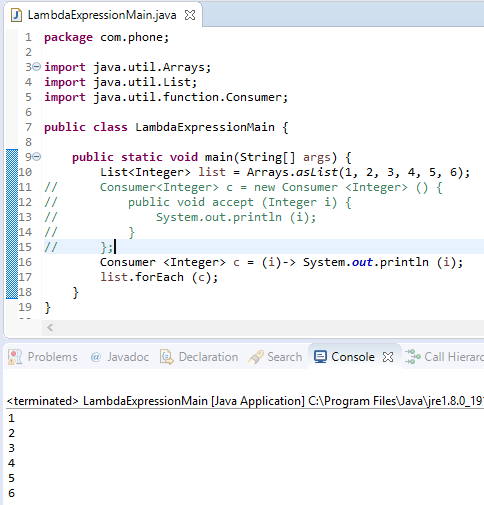 LambdaExpressionMain.java
1 package com.phone;
2
3 import java.util.Arrays;
4 import java.util.List;
5 import java.util.function.Consumer;
6
7 public class LambdaExpressionMain {
8
9 public static void main(String[] args) {
10 List<Integer> list = Arrays.asList(1, 2, 3, 4, 5, 6);
11 // Consumer<Integer> c = new Consumer <Integer> () {
12 // public void accept (Integer i) {
13 // System.out.println (i);
14 // }
15 // };
16 Consumer <Integer> c = (i)-> System.out.println (i);
17 list.forEach (c);
18 }
19 }
Problems @ Javadoc Declaration Search Console Call Hierarc
<terminated> LambdaExpressionMain [Java Application] C:\Program Files\Java\jre1.8.0_19
1
2
3
4
5
6